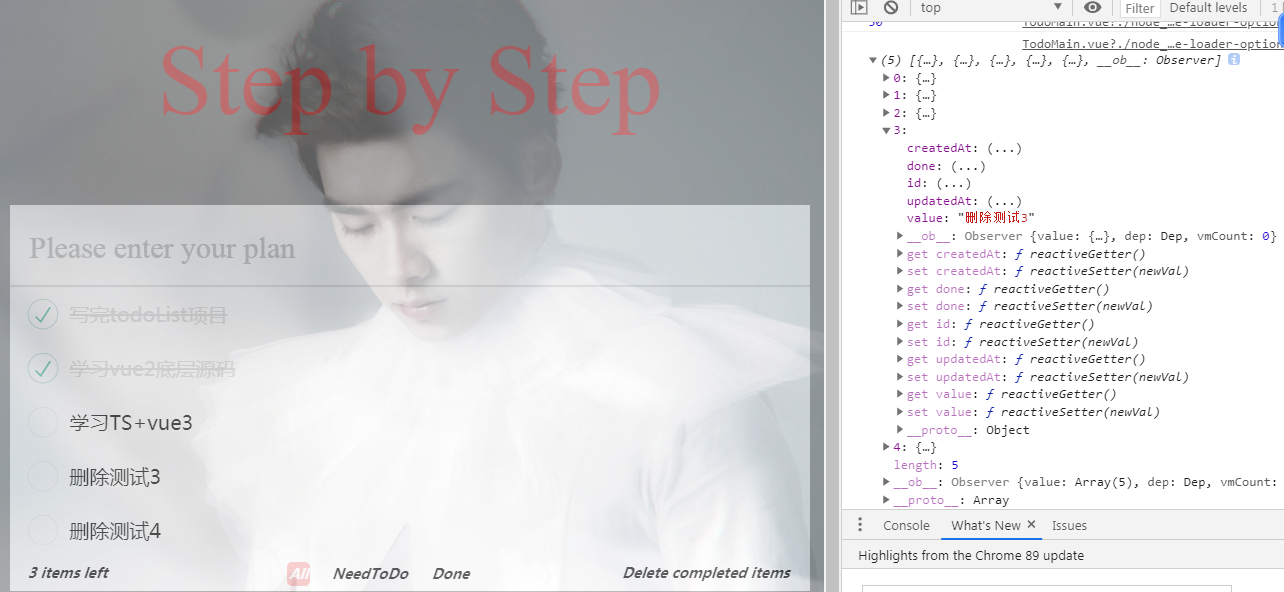 Step by Step
Please enter your plan
写完todoList项目
学习vue2底层源码
学习TS+vue3
删除测试3
删除测试4
3 items left
All NeedToDo Done
Delete completed items
top Filter Default levels 1
50
TodoMain.vue?./node_…e-loader-option
TodoMain.vue?./node_…e-loader-option
(5) [{…}, {…}, {…}, {…}, {…}, __ob__: Observer] i
0: {…}
1: {…}
2: {…}
3:
createdAt: (...)
done: (...)
id: (...)
updatedAt: (...)
value: "删除测试3"
__ob__: Observer {value: {…}, dep: Dep, vmCount: 0}
get createdAt: ƒ reactiveGetter()
set createdAt: ƒ reactiveSetter(newVal)
get done: ƒ reactiveGetter()
set done: ƒ reactiveSetter(newVal)
get id: ƒ reactiveGetter()
set id: ƒ reactiveSetter(newVal)
get updatedAt: ƒ reactiveGetter()
set updatedAt: ƒ reactiveSetter(newVal)
get value: ƒ reactiveGetter()
set value: ƒ reactiveSetter(newVal)
__proto__: Object
4: {…}
length: 5
__ob__: Observer {value: Array(5), dep: Dep, vmCount:
__proto__: Array
Console What's New × Issues
Highlights from the Chrome 89 update